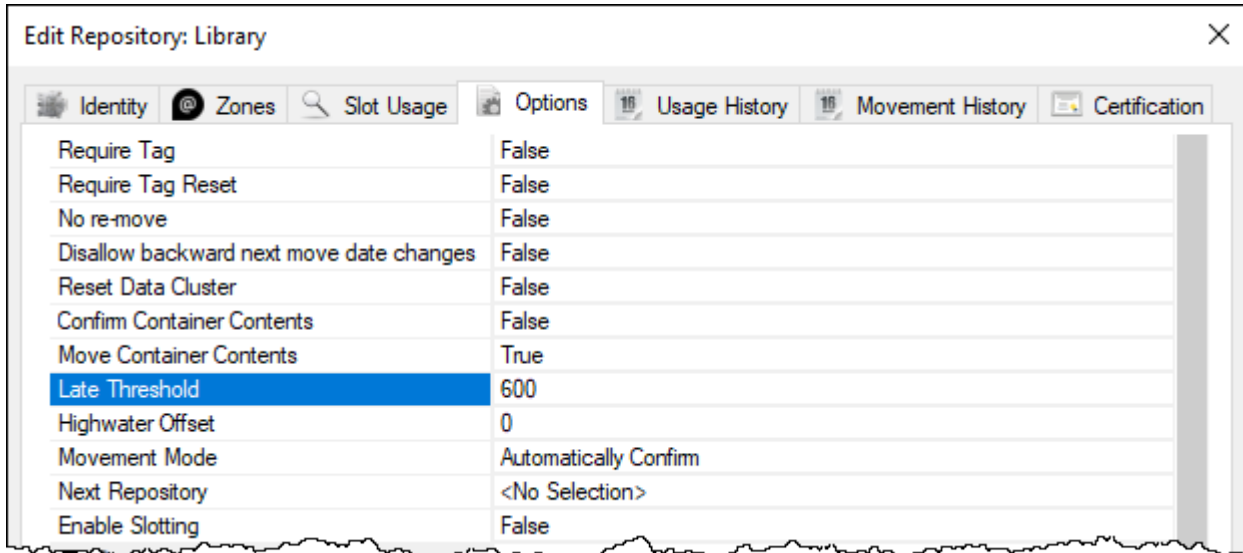 Edit Repository: Library
Identity Zones Slot Usage Options 16 Usage History 16 Movement History Certification
Require Tag False
Require Tag Reset False
No re-move False
Disallow backward next move date changes False
Reset Data Cluster False
Confirm Container Contents False
Move Container Contents True
Late Threshold 600
Highwater Offset 0
Movement Mode Automatically Confirm
Next Repository <No Selection>
Enable Slotting False